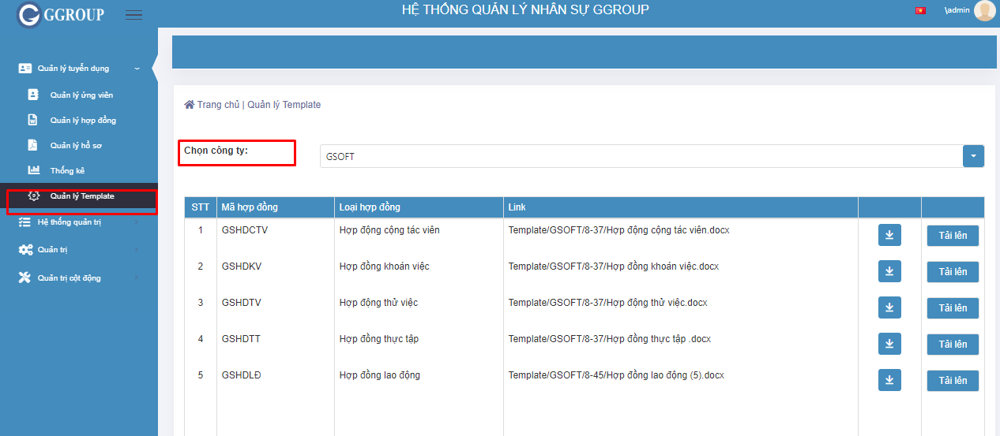 GGROUP
HỆ THỐNG QUẢN LÝ NHÂN SỰ GGROUP
\admin
Quản lý tuyển dụng
Quản lý ứng viên
Quản lý hợp đồng
Quản lý hồ sơ
Thống kê
Quản lý Template
Hệ thống quản trị
Quản trị
Quản trị cột động
Trang chủ | Quản lý Template
Chọn công ty:
GSOFT
STT Mã hợp đồng Loại hợp đồng Link
1 GSHDCTV Hợp động cộng tác viên Template/GSOFT/8-37/Hợp động cộng tác viên.docx Tải lên
2 GSHDKV Hợp đồng khoán việc Template/GSOFT/8-37/Hợp đồng khoán việc.docx Tải lên
3 GSHDTV Hợp động thử việc Template/GSOFT/8-37/Hợp động thử việc.docx Tải lên
4 GSHDTT Hợp đồng thực tập Template/GSOFT/8-37/Hợp đồng thực tập .docx Tải lên
5 GSHDLĐ Hợp đồng lao động Template/GSOFT/8-45/Hợp đồng lao động (5).docx Tải lên